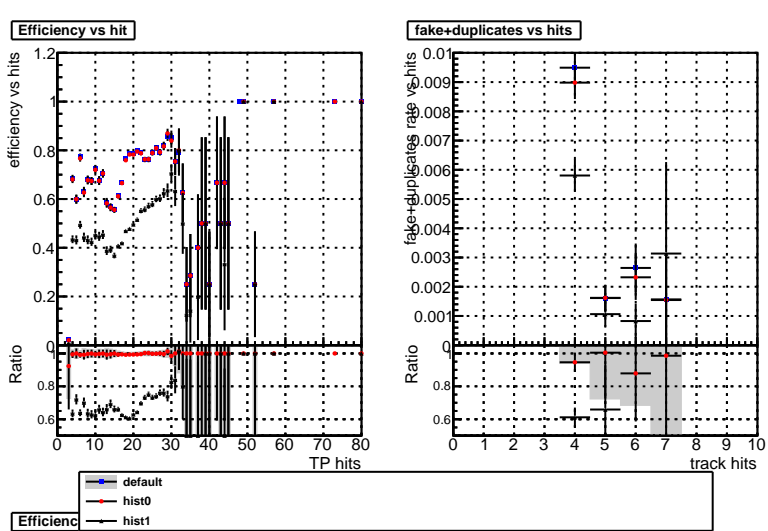 Efficiency vs hit
fake+duplicates vs hits
efficiency vs hits
1.2
1
0.8
0.6
0.4
0.2
0
Ratio
1
0.8
0.6
0 10 20 30 40 50 60 70 80
TP hits
fake+duplicates rate vs hits
0.01
0.009
0.008
0.007
0.006
0.005
0.004
0.003
0.002
0.001
0
Ratio
1
0.8
0.6
0 1 2 3 4 5 6 7 8 9 10
track hits
default
hist0
hist1
Efficienc